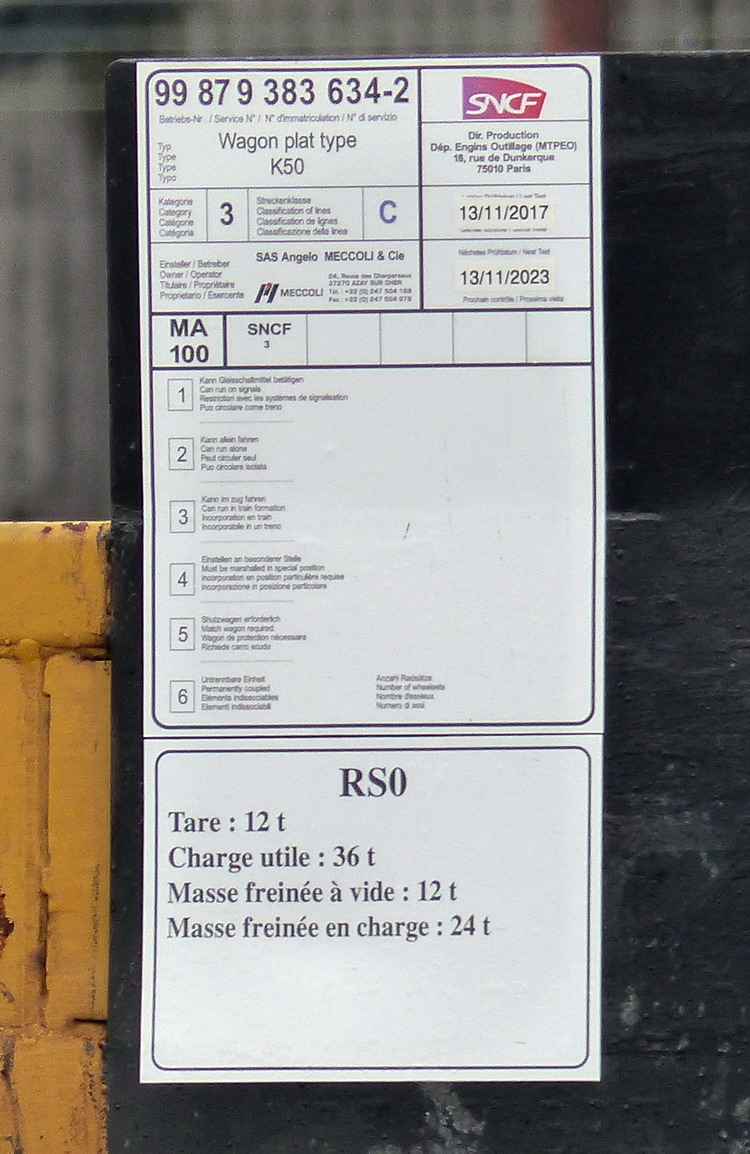 99 87 9 383 634-2
Betriebs-Nr. / Service N° / N° d'immatriculation / N° di servizio
Typ
Type
Type
Tipo
Wagon plat type
K50
SNCF
Dir. Production
Dép. Engins Outillage (MTPEO)
18, rue de Dunkerque
75010 Paris
Kategorie
Category
Catégorie
Categoria
3
Streckenklasse
Classification of lines
Classification de lignes
Classificazione della linea
C
13/11/2017
Einsteller / Betreiber
Owner / Operator
Titulaire / Propriétaire
Proprietario / Esercente
SAS Angelo MECCOLI & Cie
MECCOLI
37270 AZAY SUR CHER
Nächstes Prüfdatum / Next Test
13/11/2023
Prochain contrôle / Prossima visita
MA
100
SNCF
3
1
Kann Gleisschaltmittel betätigen
Can run on signals
Restriction avec les systèmes de signalisation
Puo circolare come treno
2
Kann allein fahren
Can run alone
Peut circuler seul
Puo circolare isolata
3
Kann im zug fahren
Can run in train formation
Incorporation en train
Incorporabile in un treno
4
Einstellen an besonderer Stelle
Must be marshalled in special position
Incorporation en position particulière requise
Incorporazione in posizione particolare
5
Shutzwagen erforderlich
Match wagon required.
Wagon de protection nécessaire
Richiede carro scudo
6
Untrennbare Einheit
Permanently coupled
Eléments indissociables
Elementi indissociabili
Anzahl Radsätze
Number of wheelsets
Nombre d'essieux
Numero di assi
RS0
Tare : 12 t
Charge utile : 36 t
Masse freinée à vide : 12 t
Masse freinée en charge : 24 t